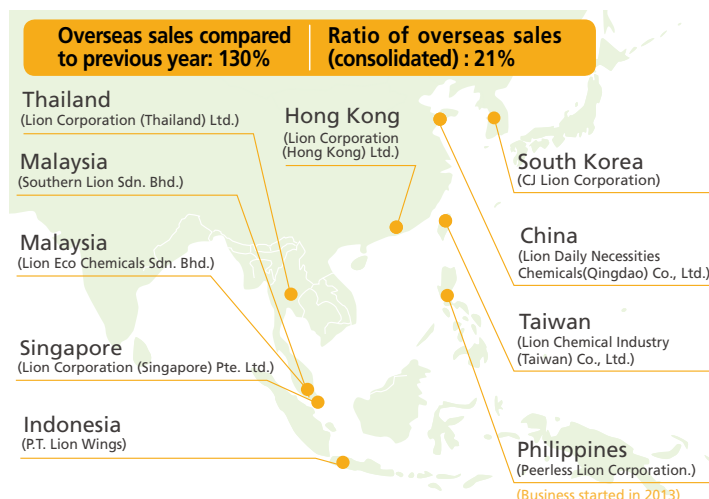 Overseas sales compared
to previous year: 130%
Ratio of overseas sales
(consolidated) : 21%
Thailand
(Lion Corporation (Thailand) Ltd.)
Malaysia
(Southern Lion Sdn. Bhd.)
Malaysia
(Lion Eco Chemicals Sdn. Bhd.)
Singapore
(Lion Corporation (Singapore) Pte. Ltd.)
Indonesia
(P.T. Lion Wings)
Hong Kong
(Lion Corporation
(Hong Kong) Ltd.)
South Korea
(CJ Lion Corporation)
China
(Lion Daily Necessities
Chemicals(Qingdao) Co., Ltd.)
Taiwan
(Lion Chemical Industry
(Taiwan) Co., Ltd.)
Philippines
(Peerless Lion Corporation.)
(Business started in 2013)